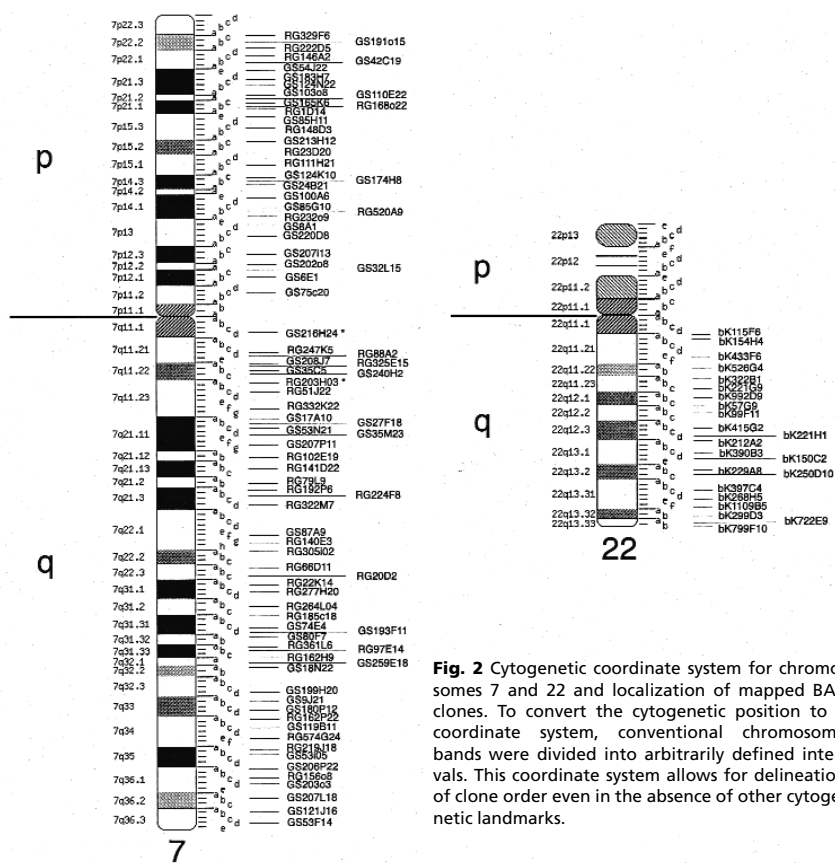 7p22.3
7p22.2
7p22.1
7p21.3
7p21.2
7p21.1
7p15.3
7p15.2
7p15.1
7p14.3
7p14.2
7p14.1
7p13
7p12.3
7p12.2
7p12.1
7p11.2
7p11.1
7q11.1
7q11.21
7q11.22
7q11.23
7q21.11
7q21.12
7q21.13
7q21.2
7q21.3
7q22.1
7q22.2
7q22.3
7q31.1
7q31.2
7q31.31
7q31.32
7q31.33
7q32.1
7q32.2
7q32.3
7q33
7q34
7q35
7q36.1
7q36.2
7q36.3
p
q
RG329F6
RG222D5
RG146A2
GS54J22
GS183H7
GS124N22
GS103o8
GS165K6
RG1D14
GS85H11
RG148D3
GS213H12
RG23D20
RG111H21
GS124K10
GS24B21
GS100A6
GS85G10
RG232o9
GS8A1
GS220D8
GS207I13
GS202o8
GS6E1
GS75c20
GS216H24 *
RG247K5
GS208J7
GS35C5
RG203H03 *
RG51J22
RG332K22
GS17A10
GS53N21
GS207P11
RG102E19
RG141D22
RG79L9
RG192P6
RG322M7
GS87A9
RG140E3
RG305I02
RG66D11
RG22K14
RG277H20
RG264L04
RG185c18
GS74E4
GS80F7
RG361L6
RG162H9
GS18N22
GS199H20
GS9J21
GS180P12
RG162P22
GS119B11
RG574G24
RG219J18
GS53I05
GS206P22
RG156o8
GS203o3
GS207L18
GS121J16
GS53F14
GS191o15
GS42C19
GS110E22
RG168o22
GS174H8
RG520A9
GS32L15
RG88A2
RG325E15
GS240H2
GS27F18
GS35M23
RG224F8
RG20D2
GS193F11
RG97E14
GS259E18
7
22p13
22p12
22p11.2
22p11.1
22q11.1
22q11.21
22q11.22
22q11.23
22q12.1
22q12.2
22q12.3
22q13.1
22q13.2
22q13.31
22q13.32
22q13.33
p
q
bK115F6
bK154H4
bK433F6
bK526G4
bK322B1
bK221G9
bK992D9
bK57G9
bK99F11
bK415G2
bK212A2
bK390B3
bK229A8
bK397C4
bK268H5
bK1109B5
bK299D3
bK799F10
bK221H1
bK150C2
bK250D10
bK722E9
22
Fig. 2 Cytogenetic coordinate system for chromo
somes 7 and 22 and localization of mapped BA
clones. To convert the cytogenetic position to
coordinate system, conventional chromosom
bands were divided into arbitrarily defined inter
vals. This coordinate system allows for delineatio
of clone order even in the absence of other cytoge
netic landmarks.